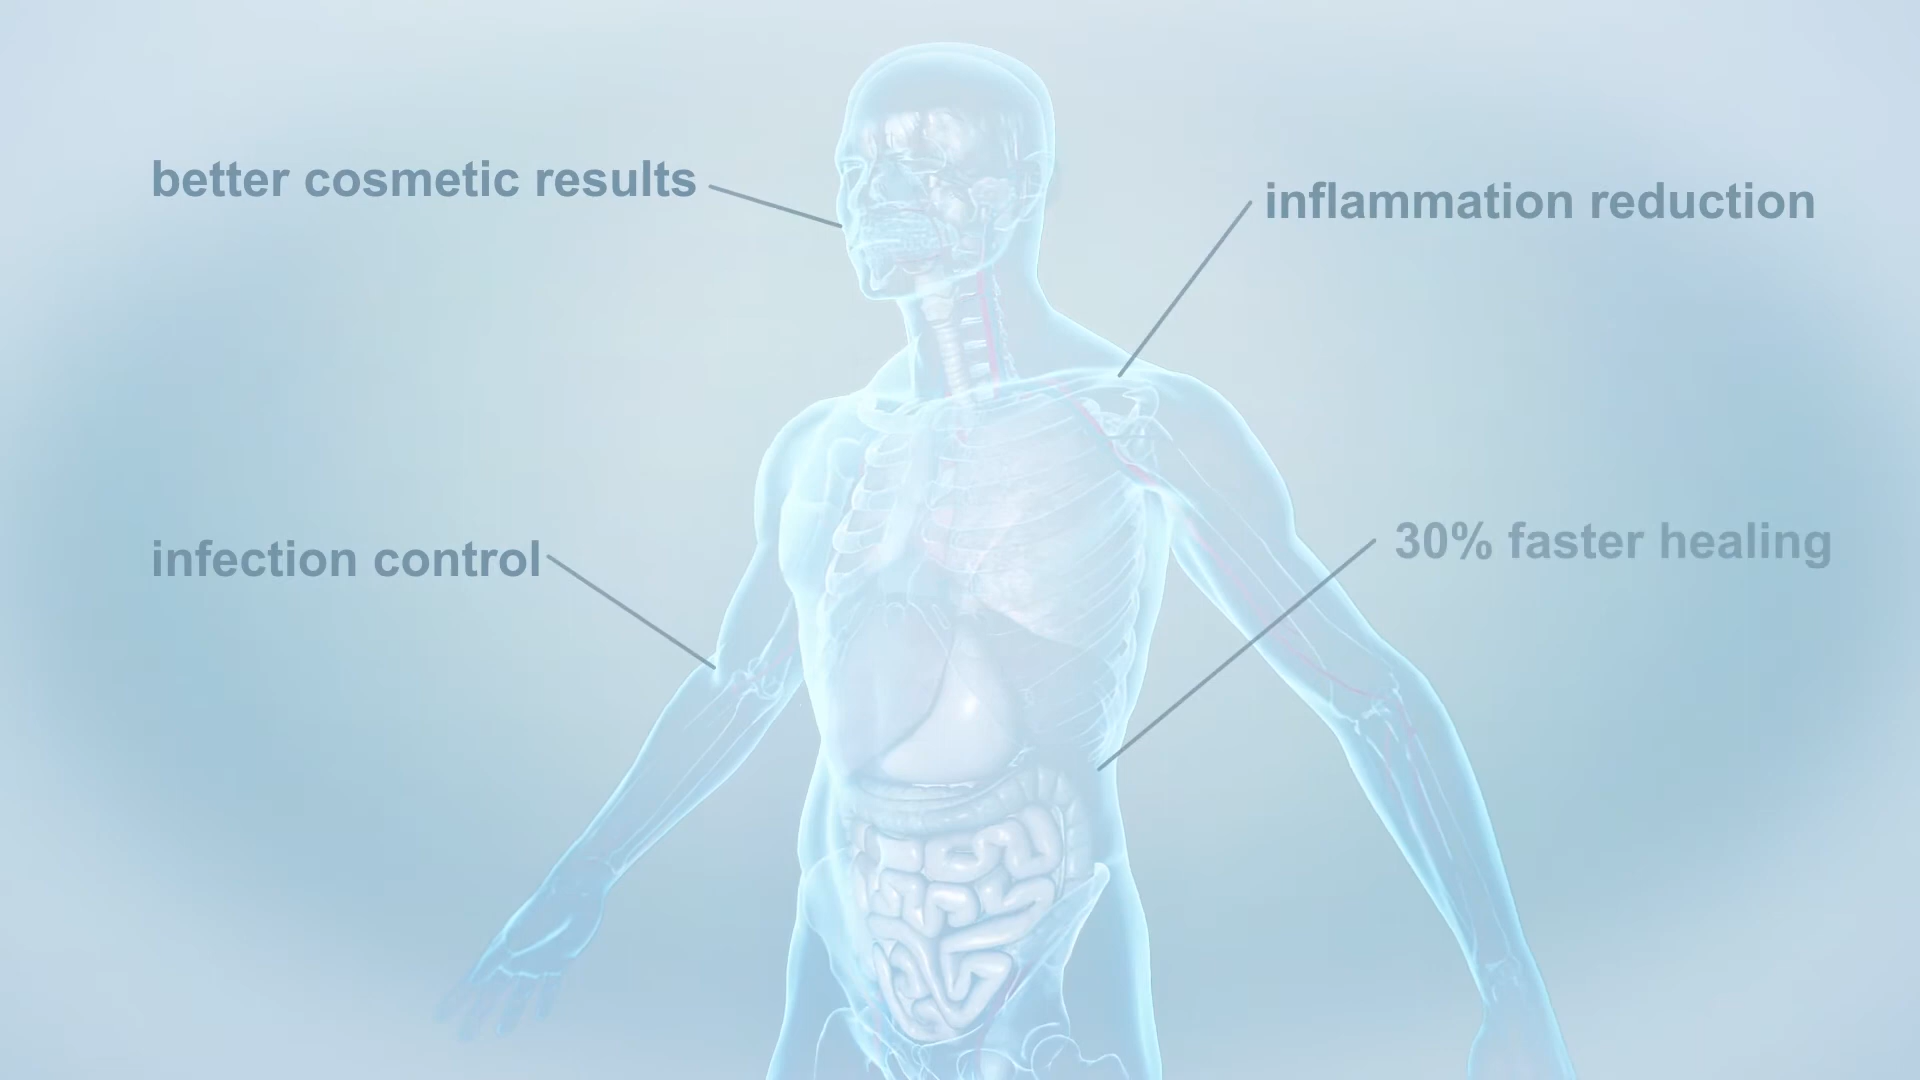 better cosmetic results
inflammation reduction
infection control
30% faster healing